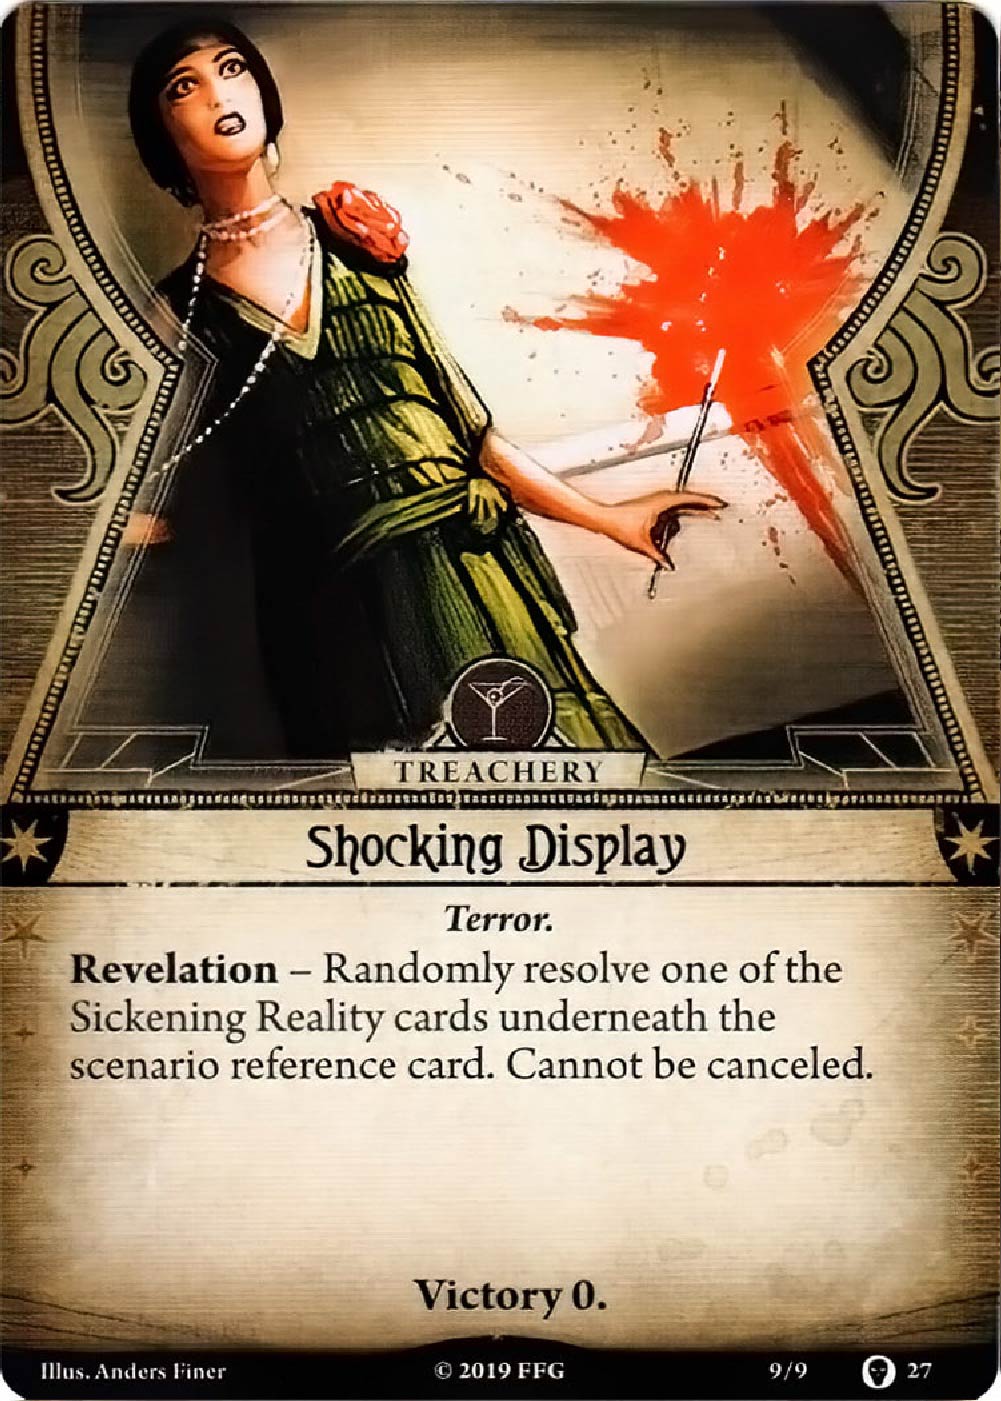 TREACHERY
Shocking Display
Terror.
Revelation – Randomly resolve one of the
Sickening Reality cards underneath the
scenario reference card. Cannot be canceled.
Victory 0.
Illus. Anders Finer © 2019 FFG 9/9 27